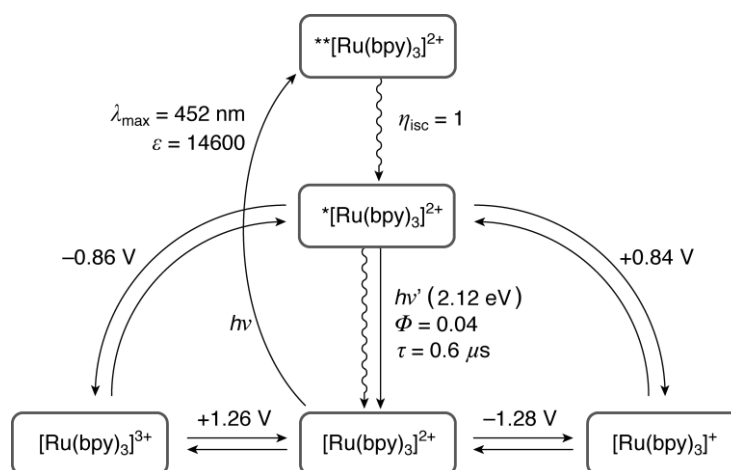 **[Ru(bpy)₃]²⁺
λmax = 452 nm
ε = 14600
ηisc = 1
*[Ru(bpy)₃]²⁺
–0.86 V
+0.84 V
hν
hν' (2.12 eV)
Φ = 0.04
τ = 0.6 μs
[Ru(bpy)₃]³⁺
+1.26 V
[Ru(bpy)₃]²⁺
–1.28 V
[Ru(bpy)₃]⁺